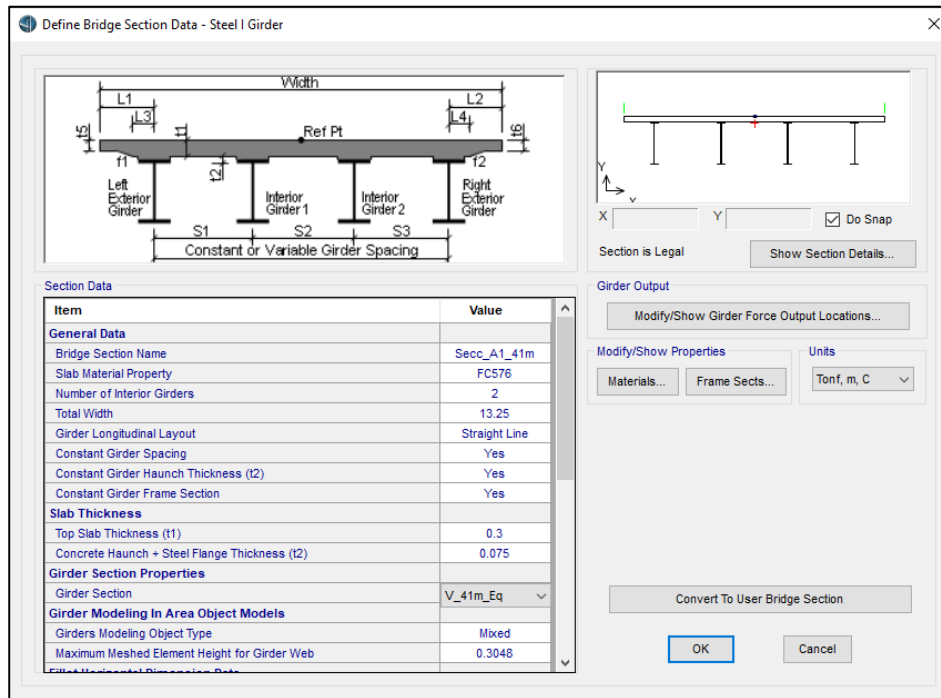 Define Bridge Section Data - Steel I Girder
Width
L1
L2
L3
L4
t5
t1
Ref Pt
t6
f1
t2
f2
Left Exterior Girder
Interior Girder 1
Interior Girder 2
Right Exterior Girder
S1
S2
S3
Constant or Variable Girder Spacing
Y
X
Y
Do Snap
Section is Legal
Show Section Details...
Section Data
Item Value
General Data
Bridge Section Name Secc_A1_41m
Slab Material Property FC576
Number of Interior Girders 2
Total Width 13.25
Girder Longitudinal Layout Straight Line
Constant Girder Spacing Yes
Constant Girder Haunch Thickness (t2) Yes
Constant Girder Frame Section Yes
Slab Thickness
Top Slab Thickness (t1) 0.3
Concrete Haunch + Steel Flange Thickness (t2) 0.075
Girder Section Properties
Girder Section V_41m_Eq
Girder Modeling In Area Object Models
Girders Modeling Object Type Mixed
Maximum Meshed Element Height for Girder Web 0.3048
Girder Output
Modify/Show Girder Force Output Locations...
Modify/Show Properties
Materials...
Frame Sects...
Units
Tonf, m, C
Convert To User Bridge Section
OK
Cancel